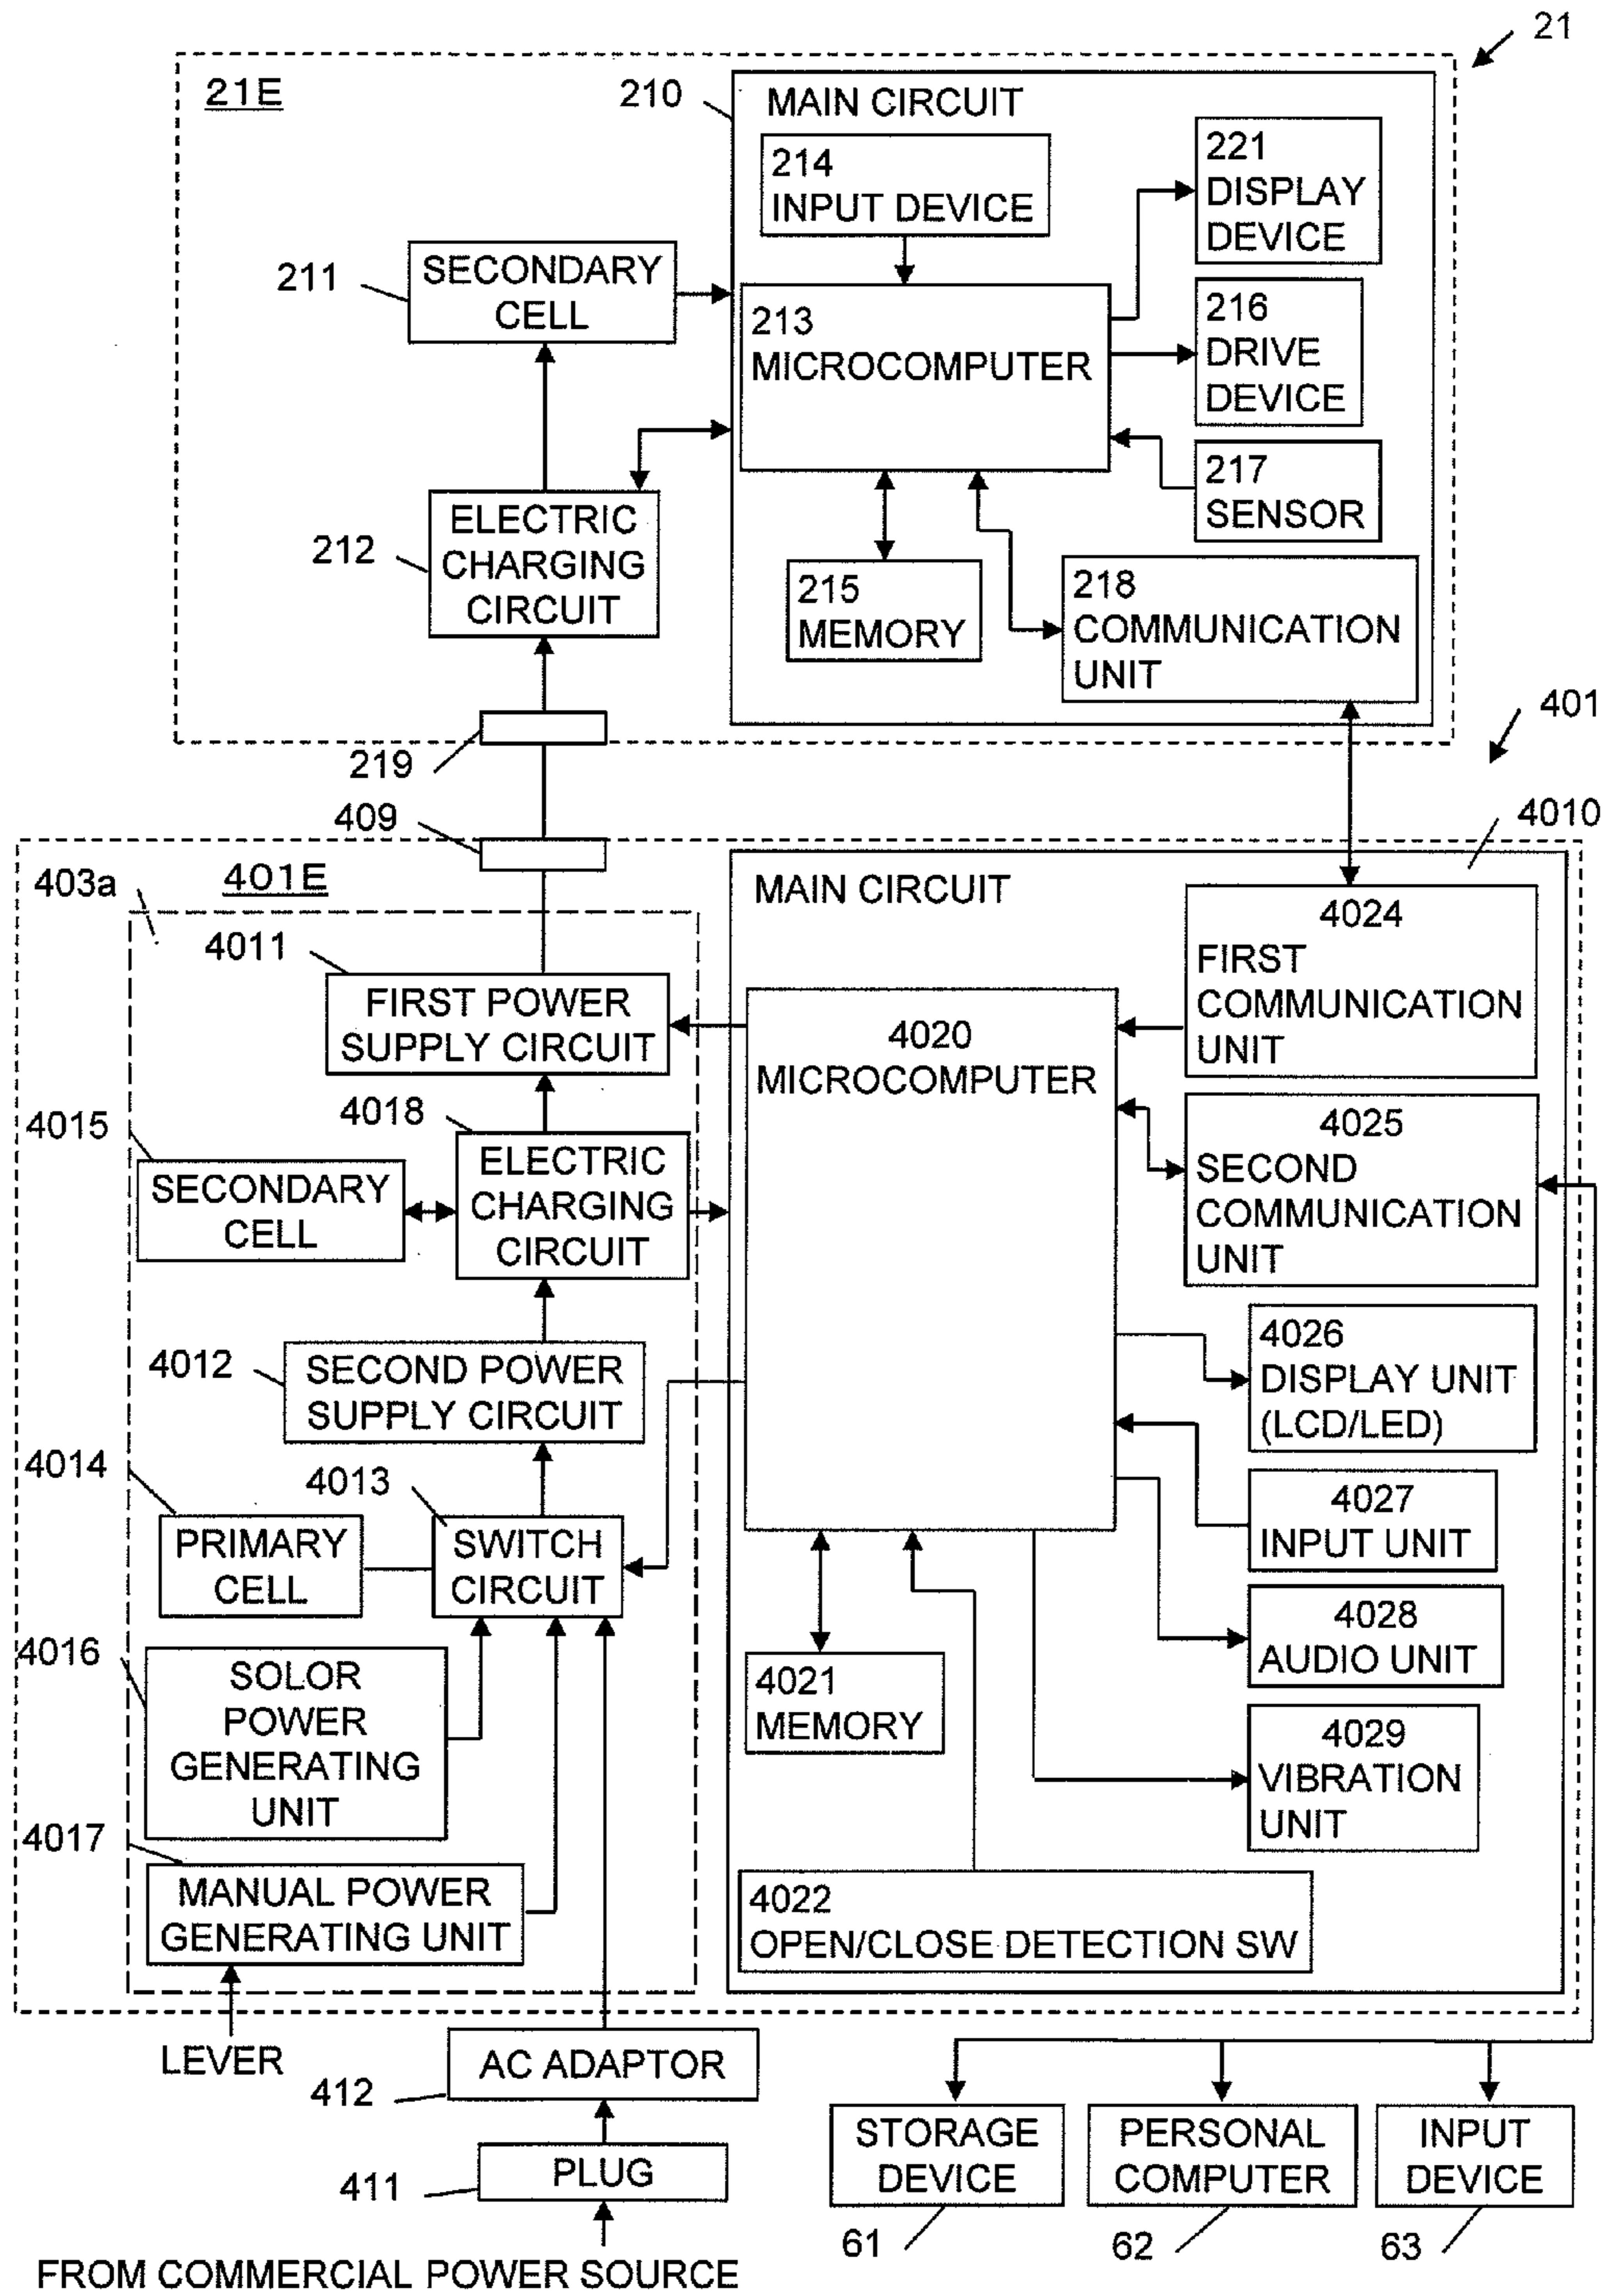 21
21E
210
MAIN CIRCUIT
214
INPUT DEVICE
221
DISPLAY
DEVICE
211
SECONDARY
CELL
213
MICROCOMPUTER
216
DRIVE
DEVICE
217
SENSOR
212
ELECTRIC
CHARGING
CIRCUIT
215
MEMORY
218
COMMUNICATION
UNIT
219
401
409
4010
403a
401E
MAIN CIRCUIT
4011
FIRST POWER
SUPPLY CIRCUIT
4020
MICROCOMPUTER
4024
FIRST
COMMUNICATION
UNIT
4015
SECONDARY
CELL
4018
ELECTRIC
CHARGING
CIRCUIT
4025
SECOND
COMMUNICATION
UNIT
4012
SECOND POWER
SUPPLY CIRCUIT
4026
DISPLAY UNIT
(LCD/LED)
4014
PRIMARY
CELL
4013
SWITCH
CIRCUIT
4027
INPUT UNIT
4016
SOLOR
POWER
GENERATING
UNIT
4021
MEMORY
4028
AUDIO UNIT
4029
VIBRATION
UNIT
4017
MANUAL POWER
GENERATING UNIT
4022
OPEN/CLOSE DETECTION SW
LEVER
AC ADAPTOR
412
PLUG
411
FROM COMMERCIAL POWER SOURCE
STORAGE
DEVICE
61
PERSONAL
COMPUTER
62
INPUT
DEVICE
63